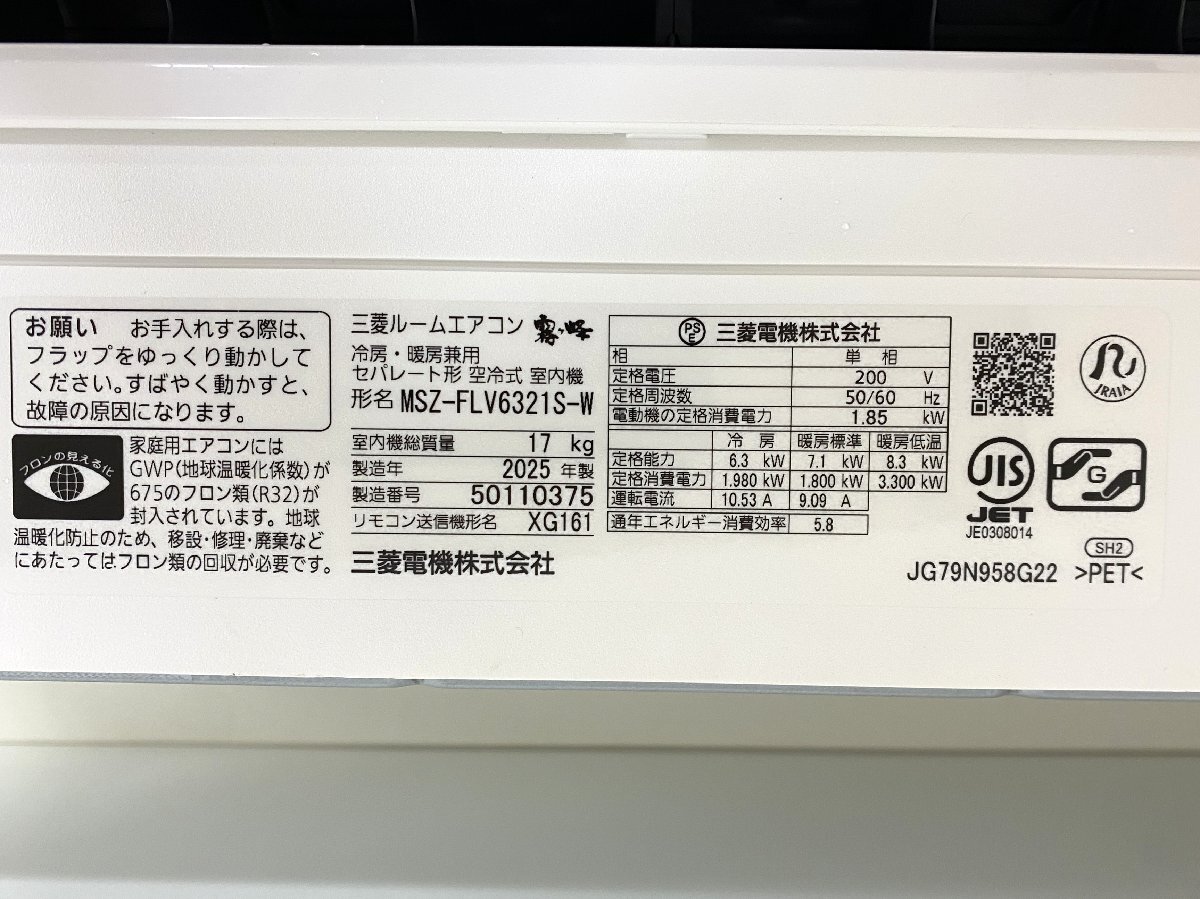 お願い お手入れする際は、
フラップをゆっくり動かして
ください。すばやく動かすと、
故障の原因になります。
フロンの見える化
家庭用エアコンには
GWP(地球温暖化係数)が
675のフロン類(R32)が
封入されています。地球
温暖化防止のため、移設・修理・廃棄など
にあたってはフロン類の回収が必要です。
三菱ルームエアコン 霧ヶ峰
冷房・暖房兼用
セパレート形 空冷式 室内機
形名 MSZ-FLV6321S-W
室内機総質量 17 kg
製造年 2025 年製
製造番号 50110375
リモコン送信機形名 XG161
三菱電機株式会社
PSE 三菱電機株式会社
相 単 相
定格電圧 200 V
定格周波数 50/60 Hz
電動機の定格消費電力 1.85 kW
冷 房 暖房標準 暖房低温
定格能力 6.3 kW 7.1 kW 8.3 kW
定格消費電力 1.980 kW 1.800 kW 3.300 kW
運転電流 10.53 A 9.09 A
通年エネルギー消費効率 5.8
JRAIA
JIS
JET
JE0308014
G
SH2
JG79N958G22 >PET<